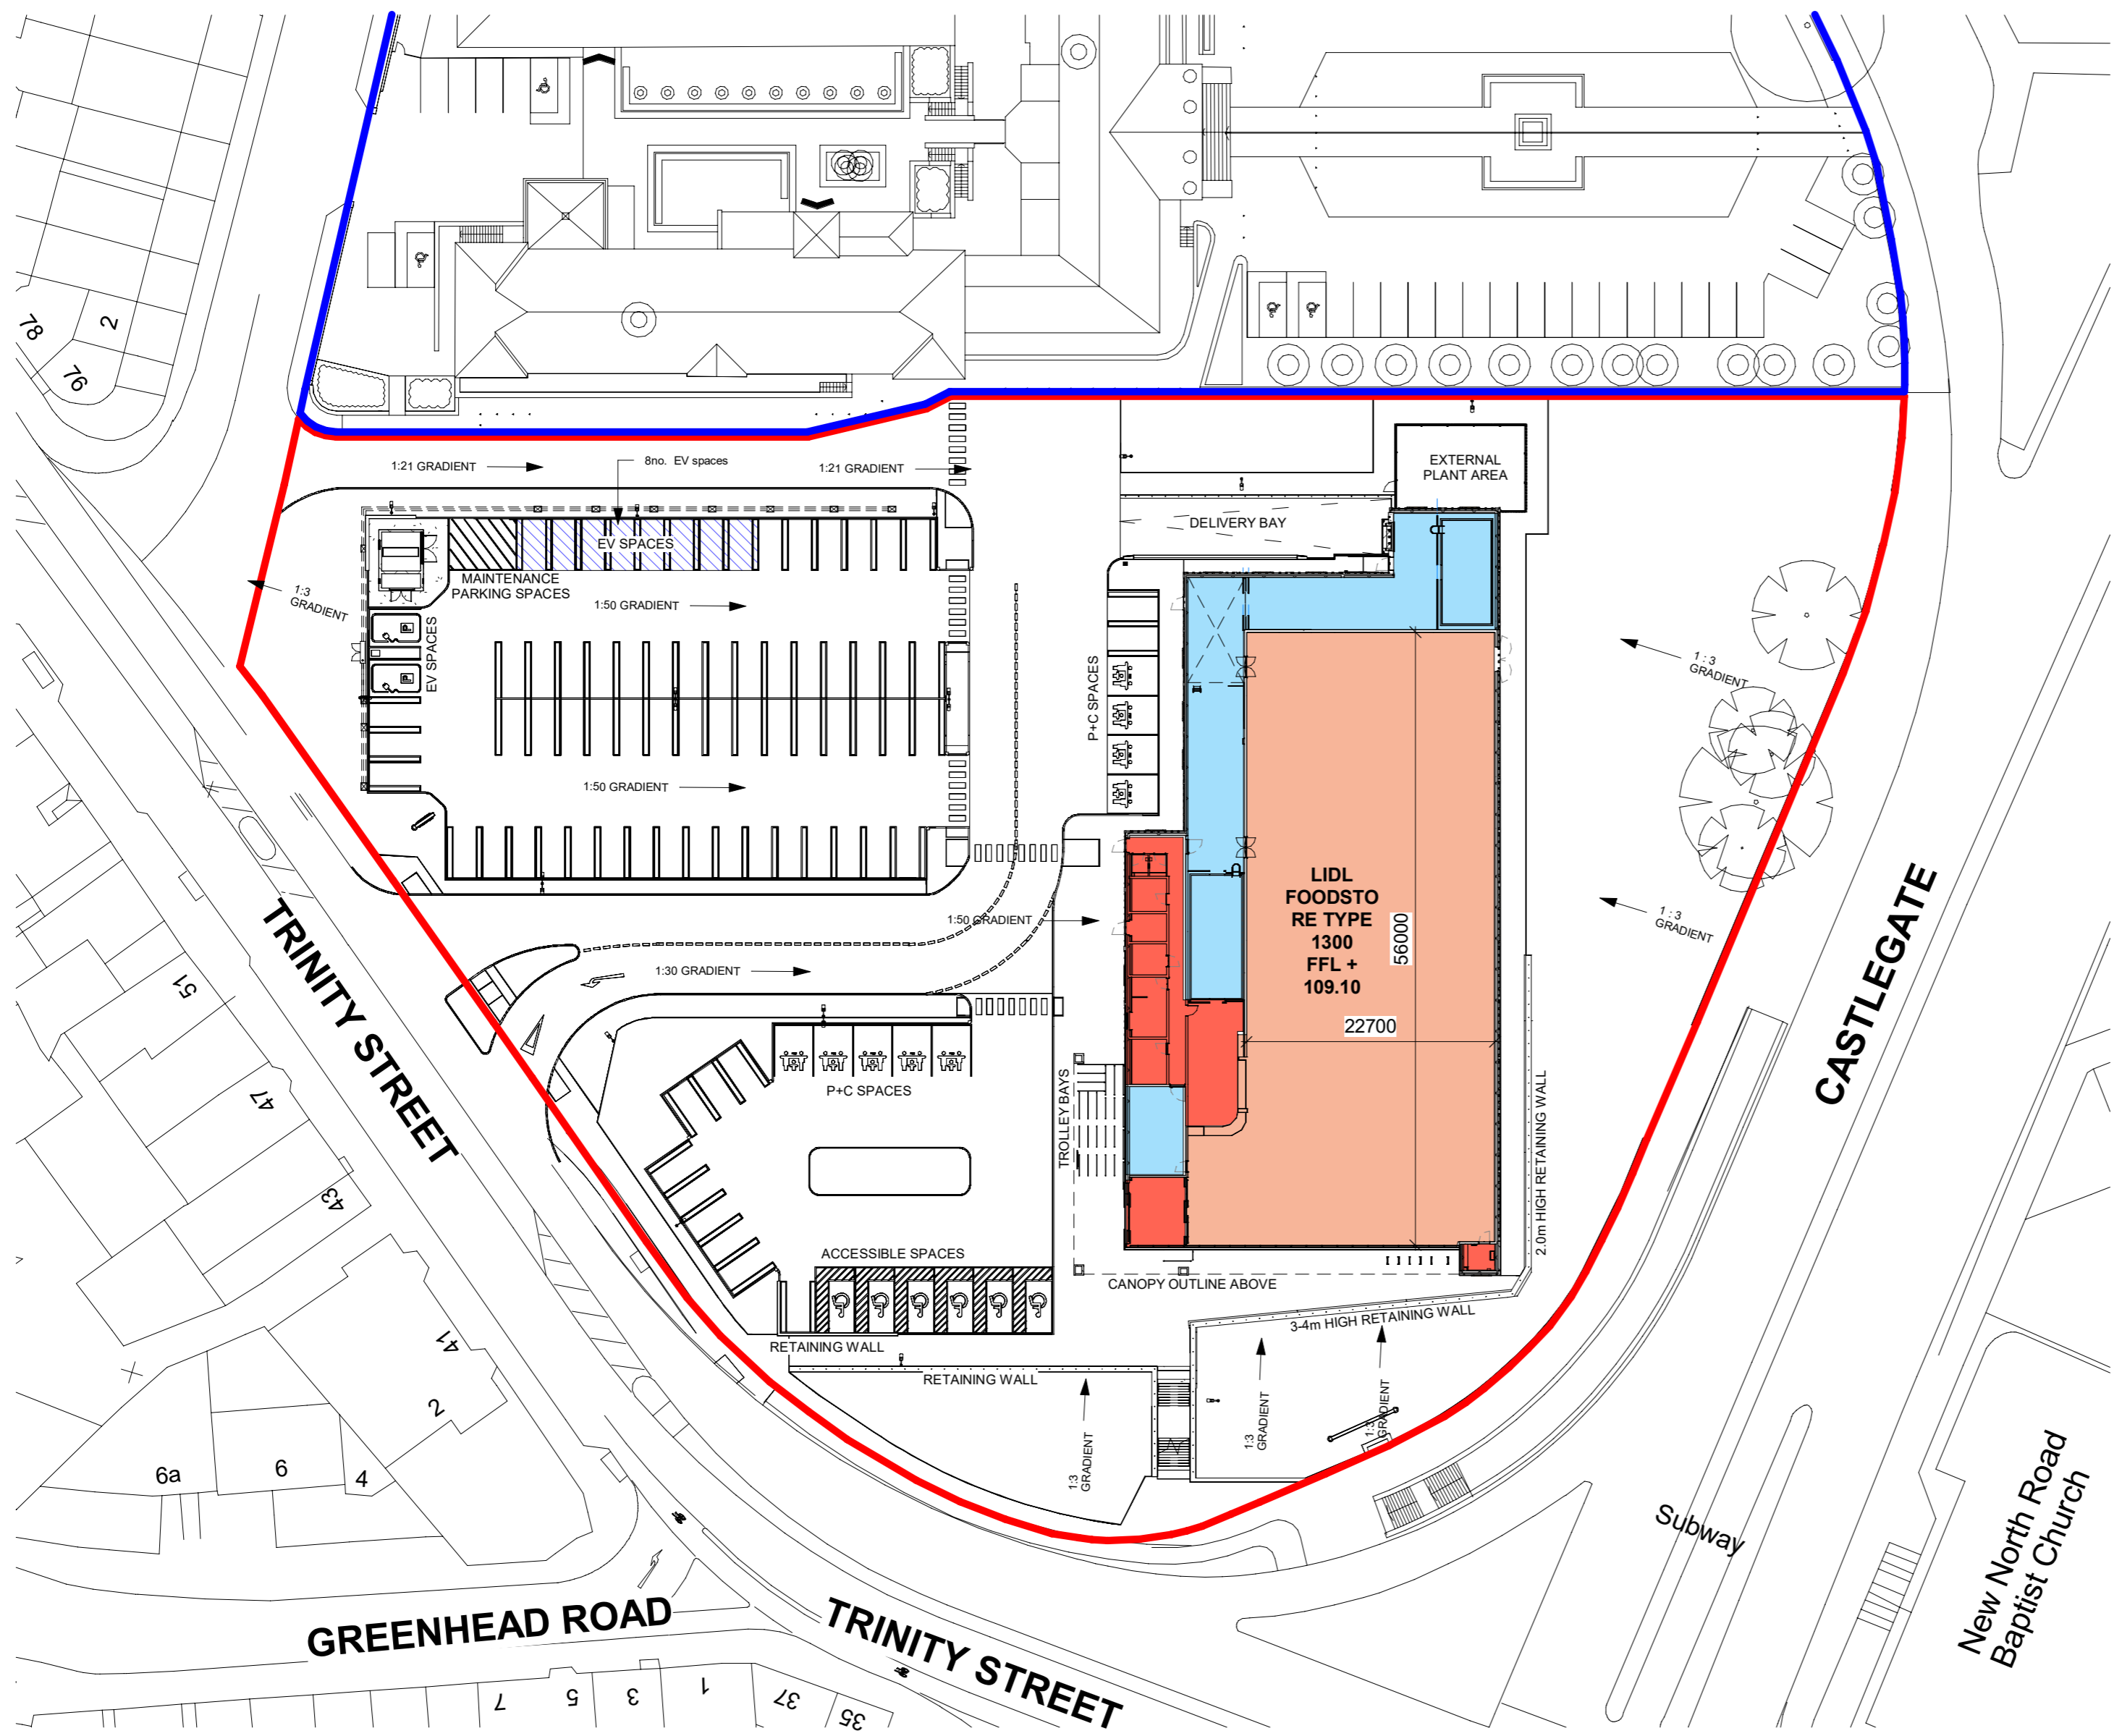 78
2
76
1:21 GRADIENT
8no. EV spaces
1:21 GRADIENT
EXTERNAL
PLANT AREA
DELIVERY BAY
EV SPACES
MAINTENANCE
PARKING SPACES
1:3
GRADIENT
1:50 GRADIENT
EV SPACES
P+C SPACES
1 : 3
GRADIENT
1:50 GRADIENT
LIDL
FOODSTO
RE TYPE
1300
FFL +
109.10
56000
22700
1 : 3
GRADIENT
1:50 GRADIENT
1:30 GRADIENT
TRINITY STREET
CASTLEGATE
51
47
43
41
2
P+C SPACES
TROLLEY BAYS
2.0m HIGH RETAINING WALL
ACCESSIBLE SPACES
CANOPY OUTLINE ABOVE
3-4m HIGH RETAINING WALL
RETAINING WALL
RETAINING WALL
1:3
GRADIENT
1:3
GRADIENT
1:3
GRADIENT
6a
6
4
Subway
New North Road
Baptist Church
GREENHEAD ROAD
TRINITY STREET
7
5
3
1
37
35